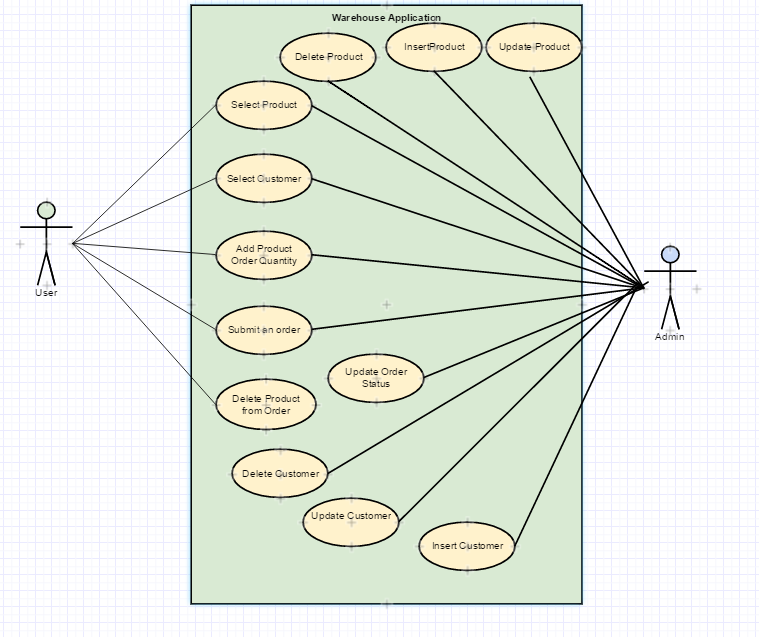 Warehouse Application
Delete Product
InsertProduct
Update Product
Select Product
Select Customer
Add Product
Order Quantity
Submit an order
Update Order
Status
Delete Product
from Order
Delete Customer
Update Customer
Insert Customer
User
Admin